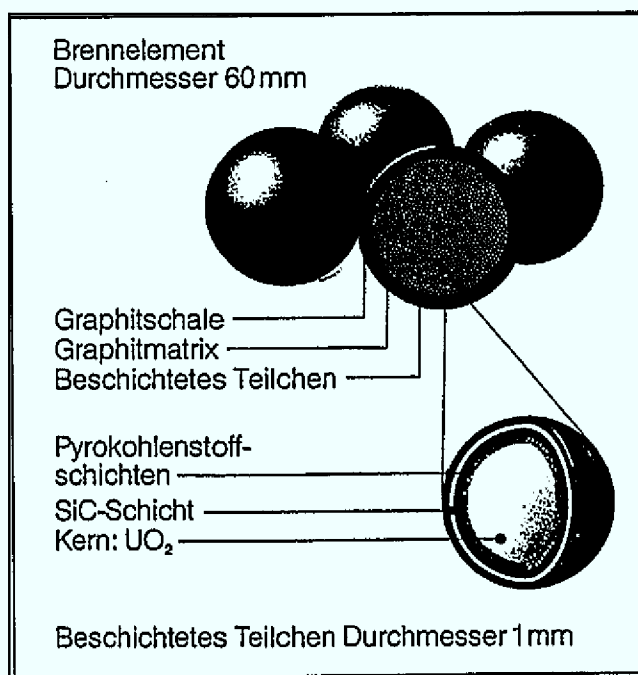 Brennelement
Durchmesser 60 mm
Graphitschale
Graphitmatrix
Beschichtetes Teilchen
Pyrokohlenstoff-
schichten
SiC-Schicht
Kern: UO₂
Beschichtetes Teilchen Durchmesser 1 mm